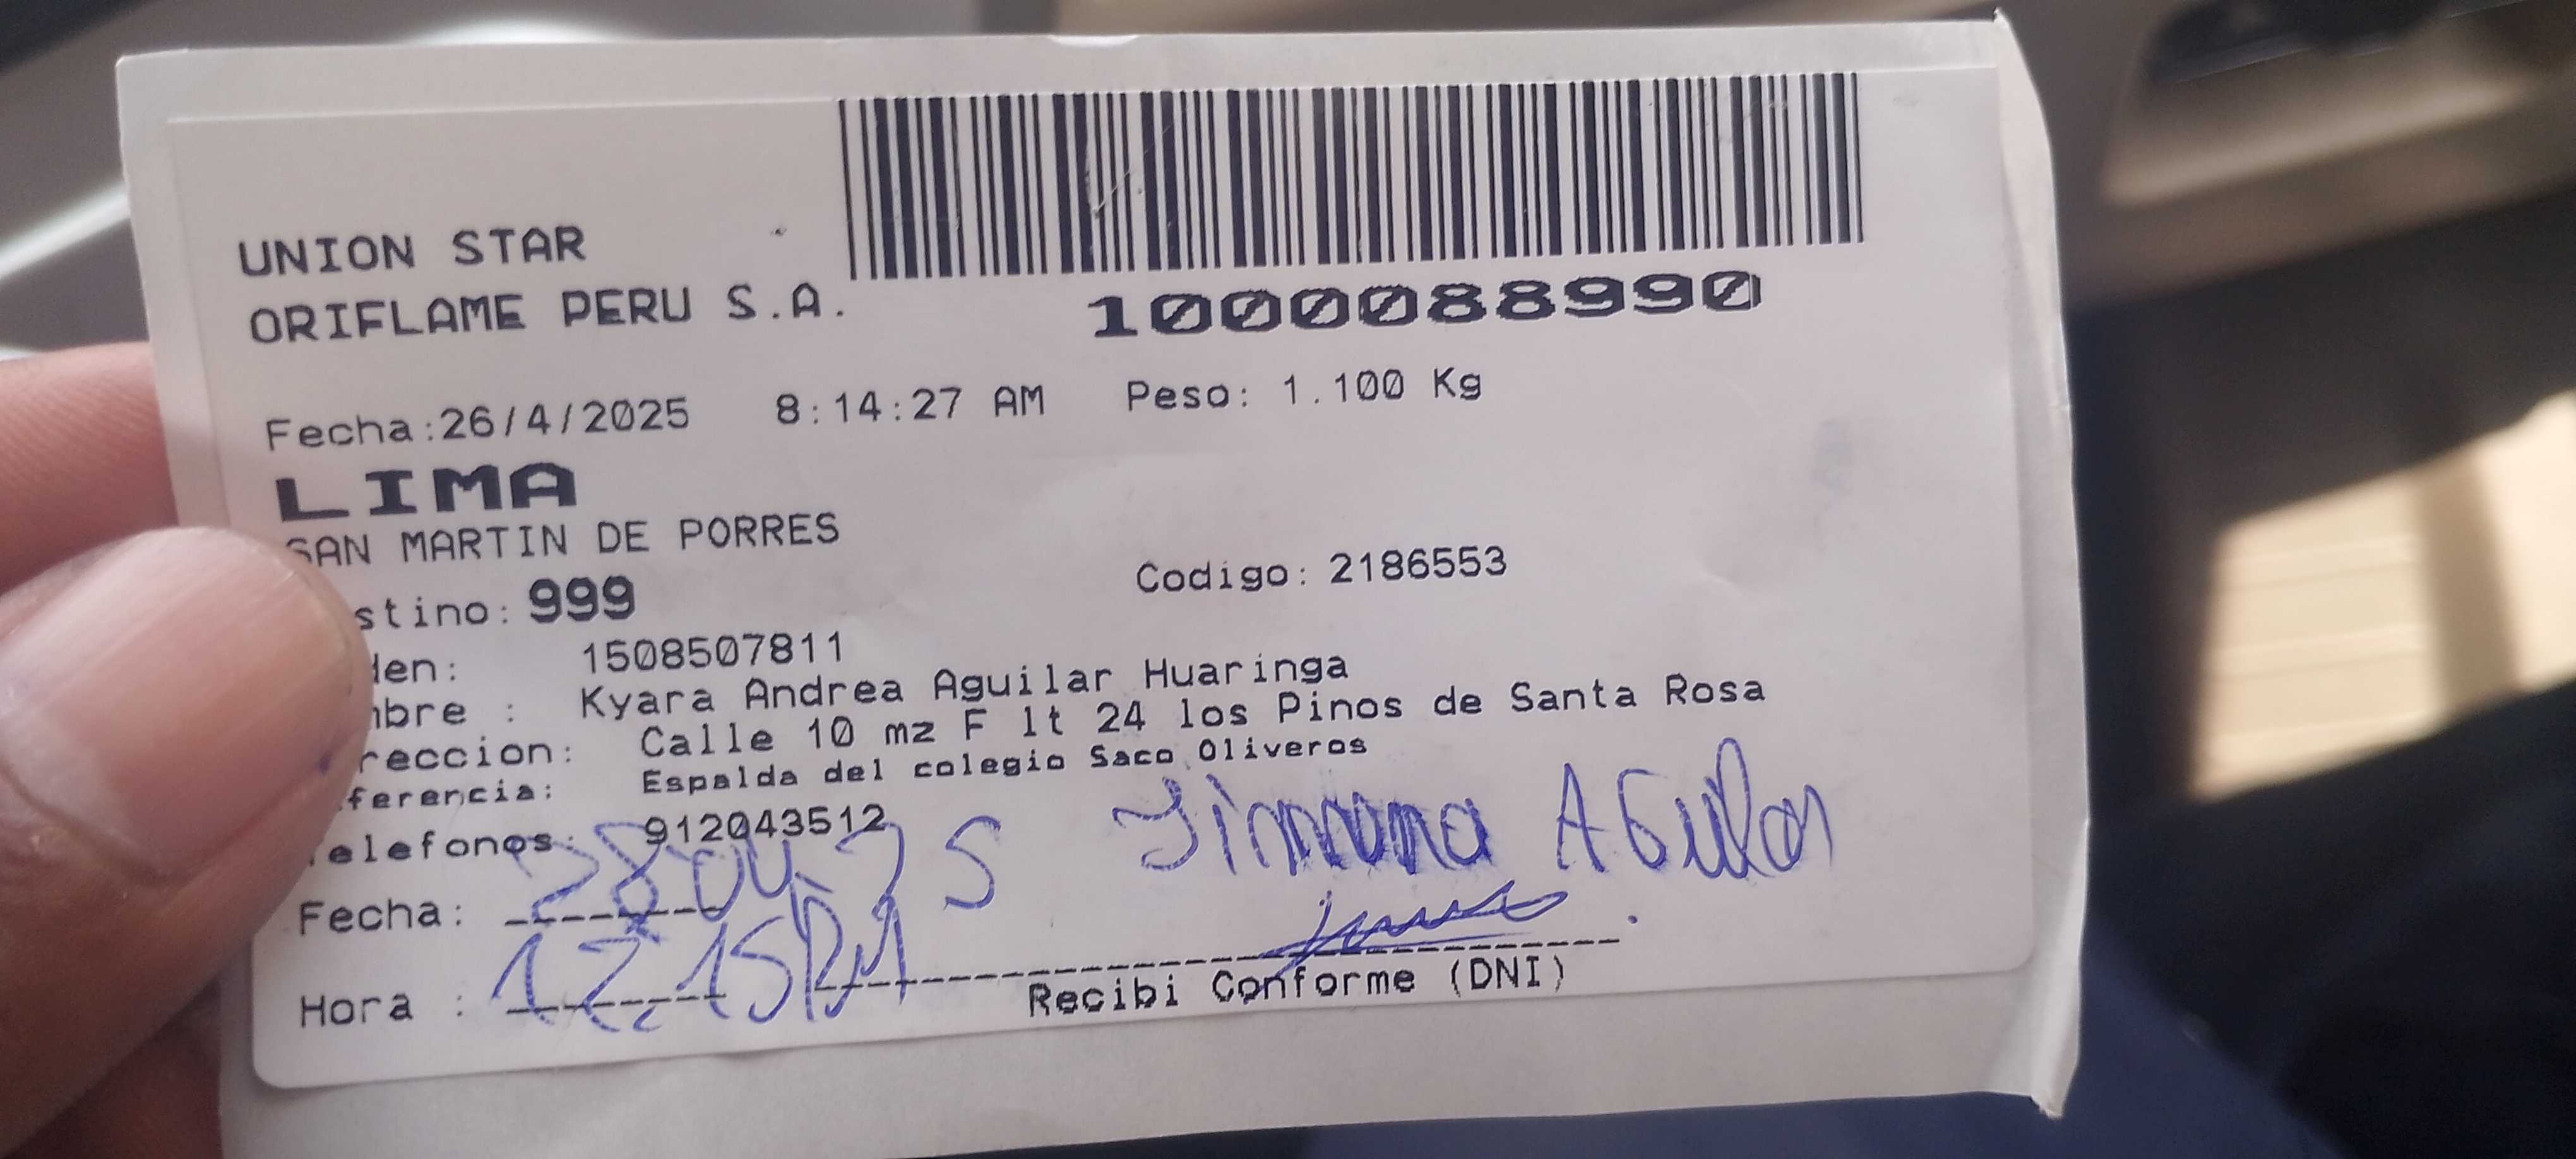 UNION STAR
ORIFLAME PERU S.A.
1000088990
Fecha:26/4/2025 8:14:27 AM Peso: 1.100 Kg
LIMA
SAN MARTIN DE PORRES
stino: 999 Codigo: 2186553
den: 1508507811
mbre : Kyara Andrea Aguilar Huaringa
reccion: Calle 10 mz F lt 24 los Pinos de Santa Rosa
ferencia: Espalda del colegio Saco Oliveros
Telefonos: 912043512
Fecha: 28.04.25 AGuilar
Hora : 12:15PM
Recibi Conforme (DNI)